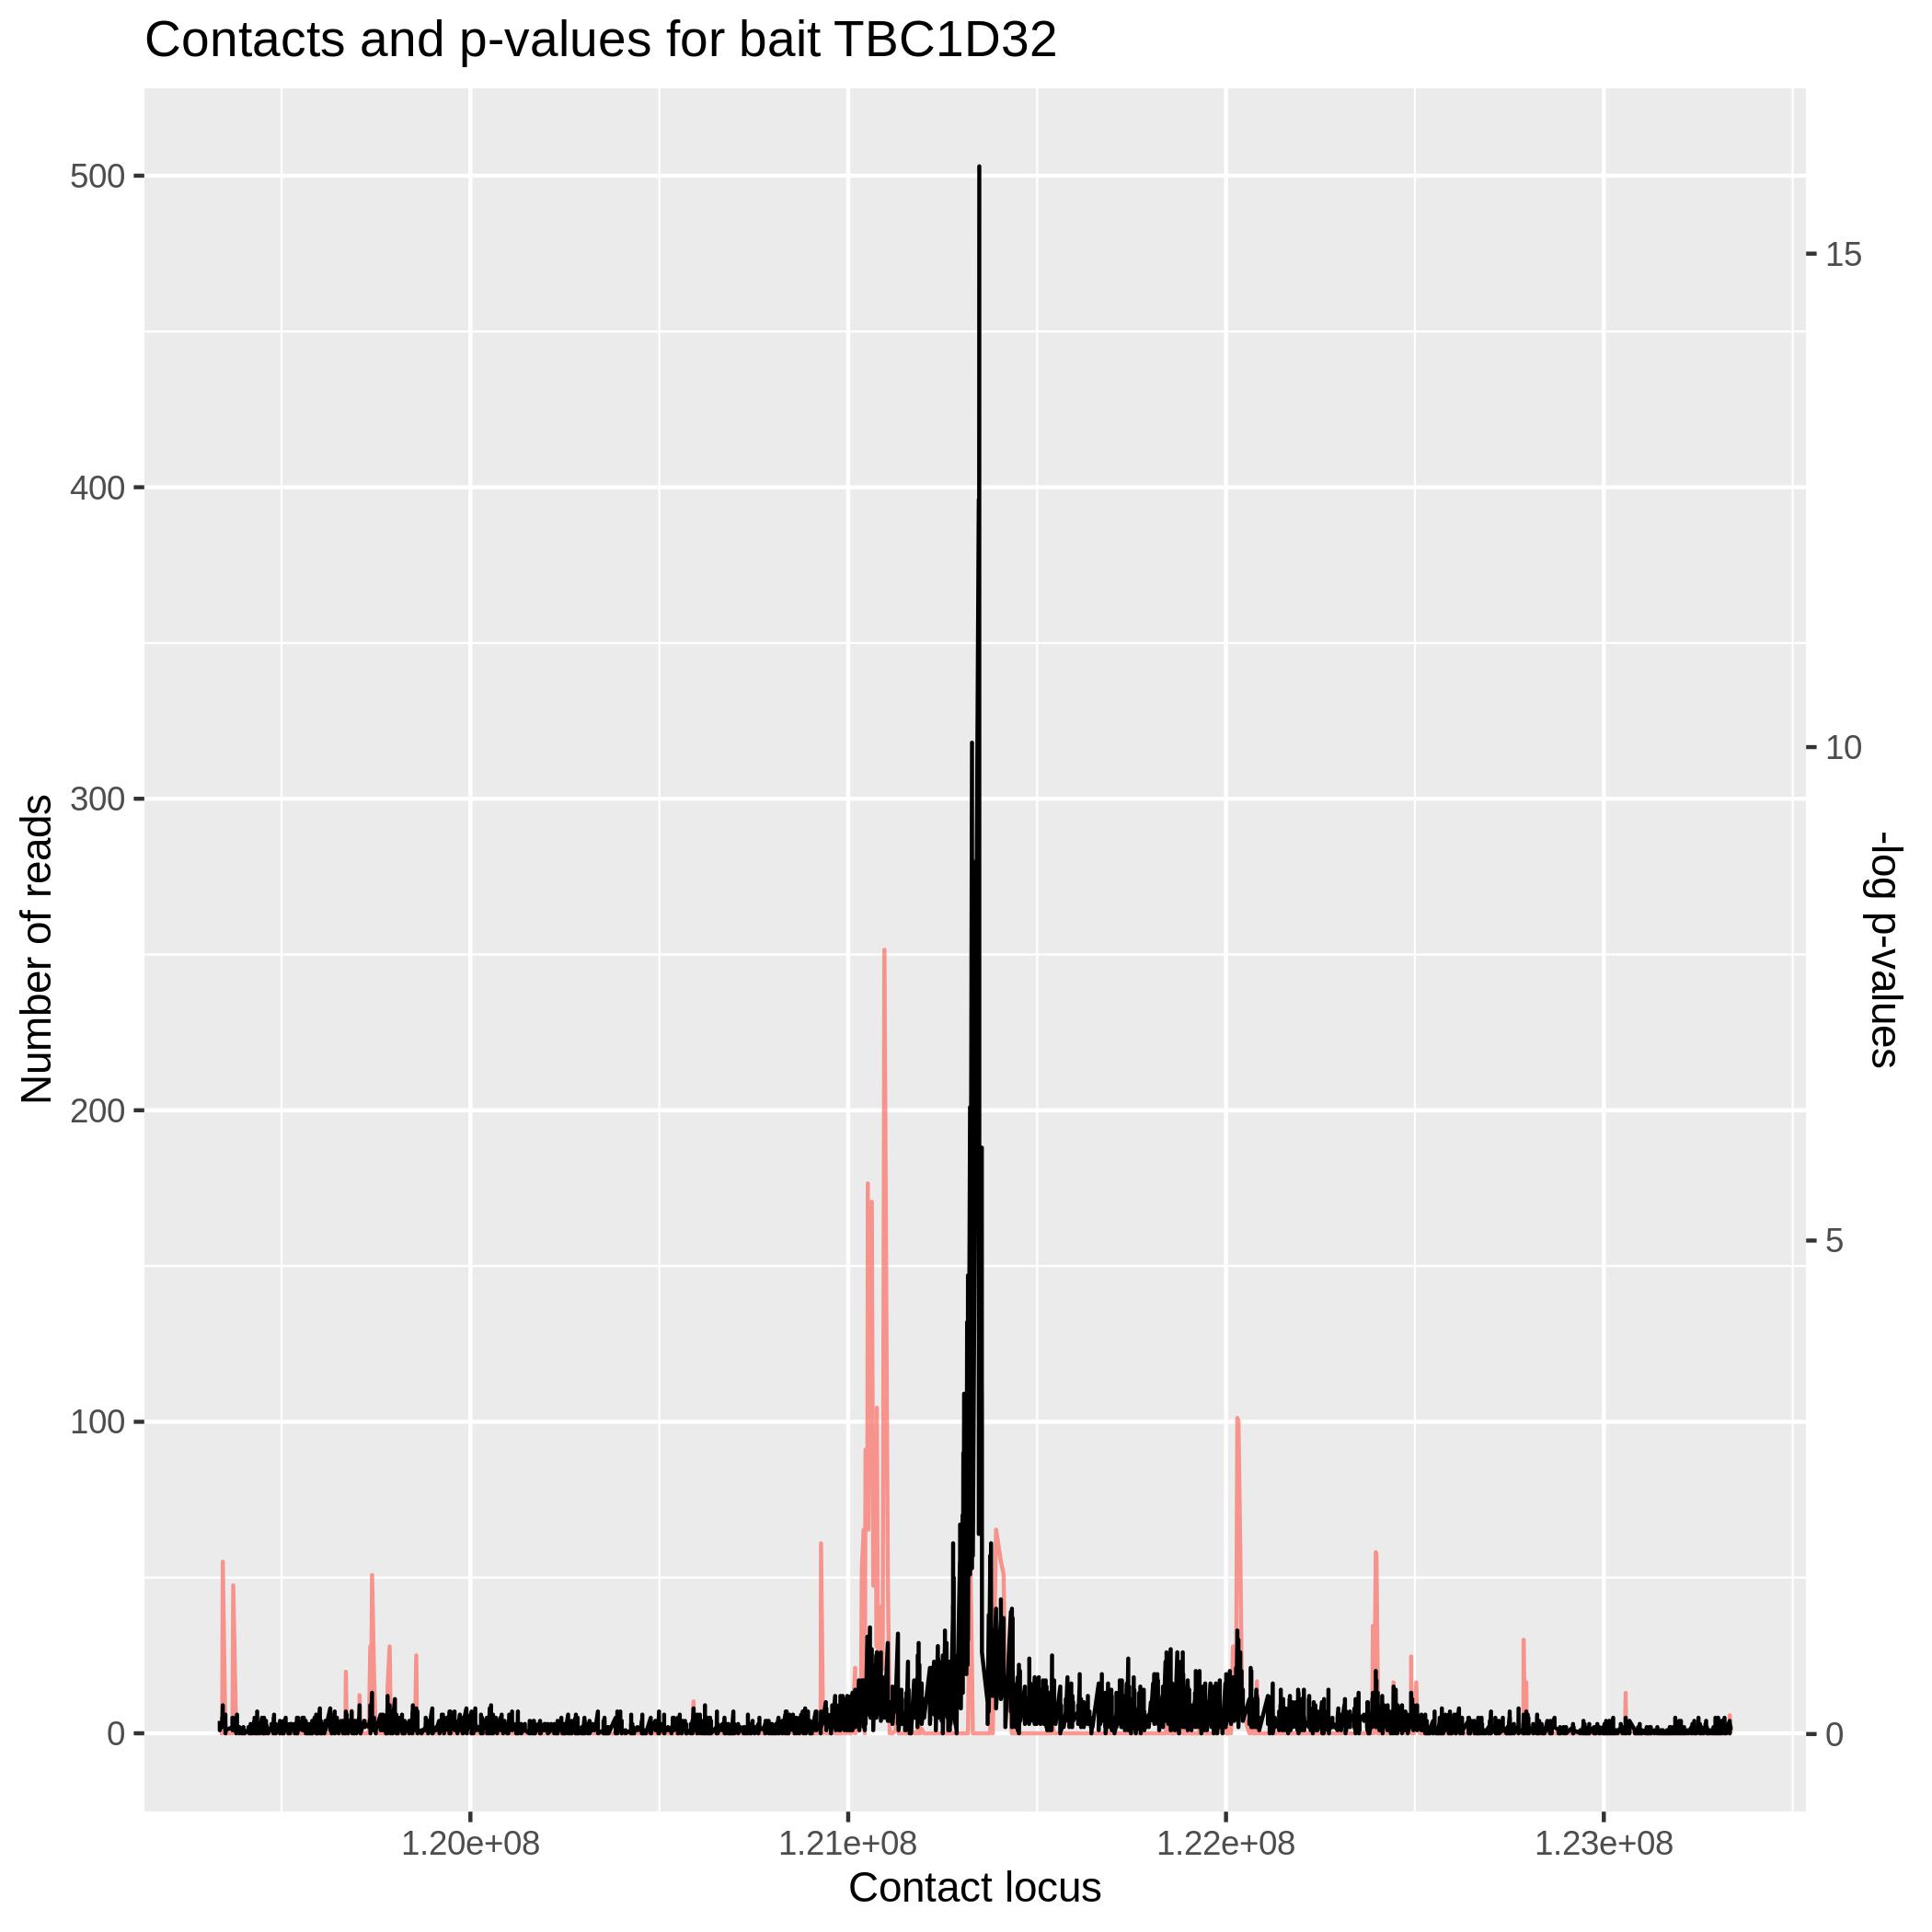 Contacts and p-values for bait TBC1D32
Number of reads
500
400
300
200
100
0
15
10
5
0
-log p-values
1.20e+08
1.21e+08
1.22e+08
1.23e+08
Contact locus